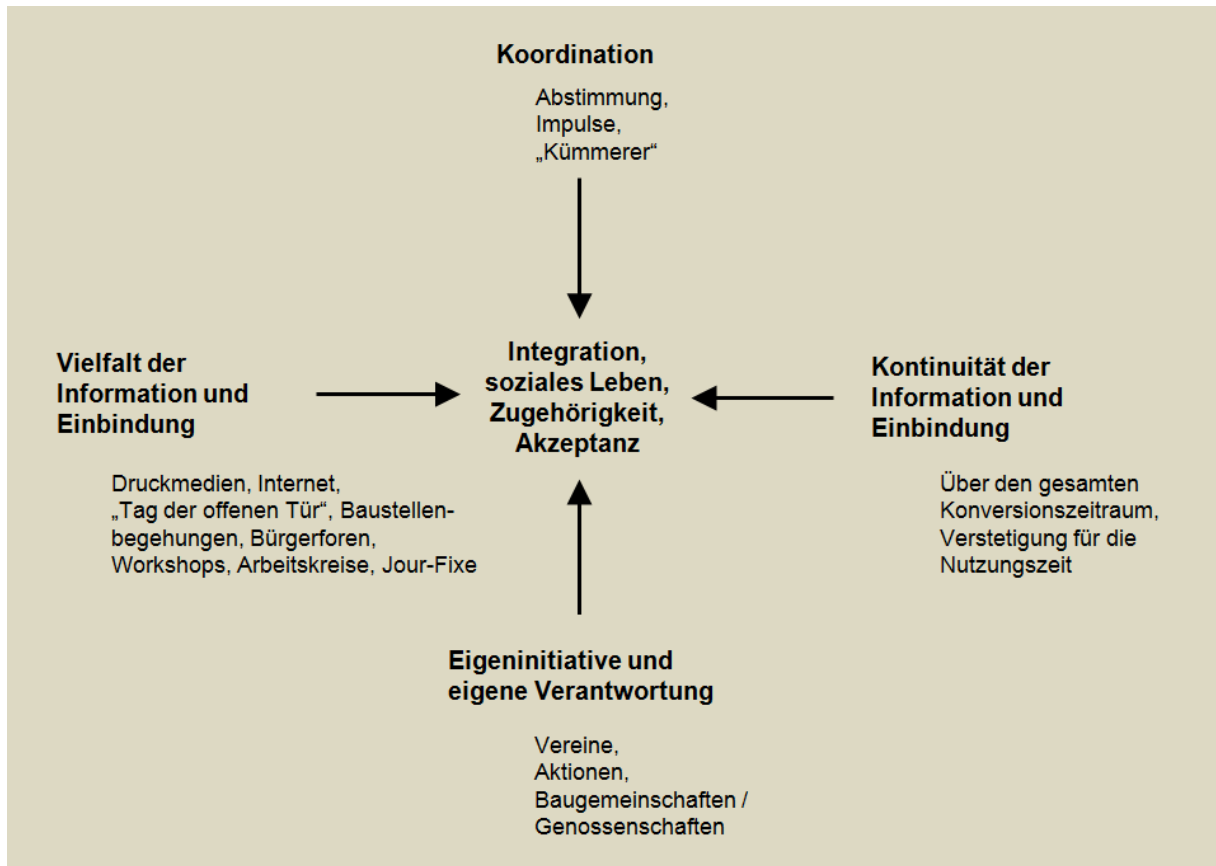 Koordination
Abstimmung,
Impulse,
„Kümmerer“
Vielfalt der
Information und
Einbindung
Druckmedien, Internet,
„Tag der offenen Tür“, Baustellen-
begehungen, Bürgerforen,
Workshops, Arbeitskreise, Jour-Fixe
Integration,
soziales Leben,
Zugehörigkeit,
Akzeptanz
Kontinuität der
Information und
Einbindung
Über den gesamten
Konversionszeitraum,
Verstetigung für die
Nutzungszeit
Eigeninitiative und
eigene Verantwortung
Vereine,
Aktionen,
Baugemeinschaften /
Genossenschaften